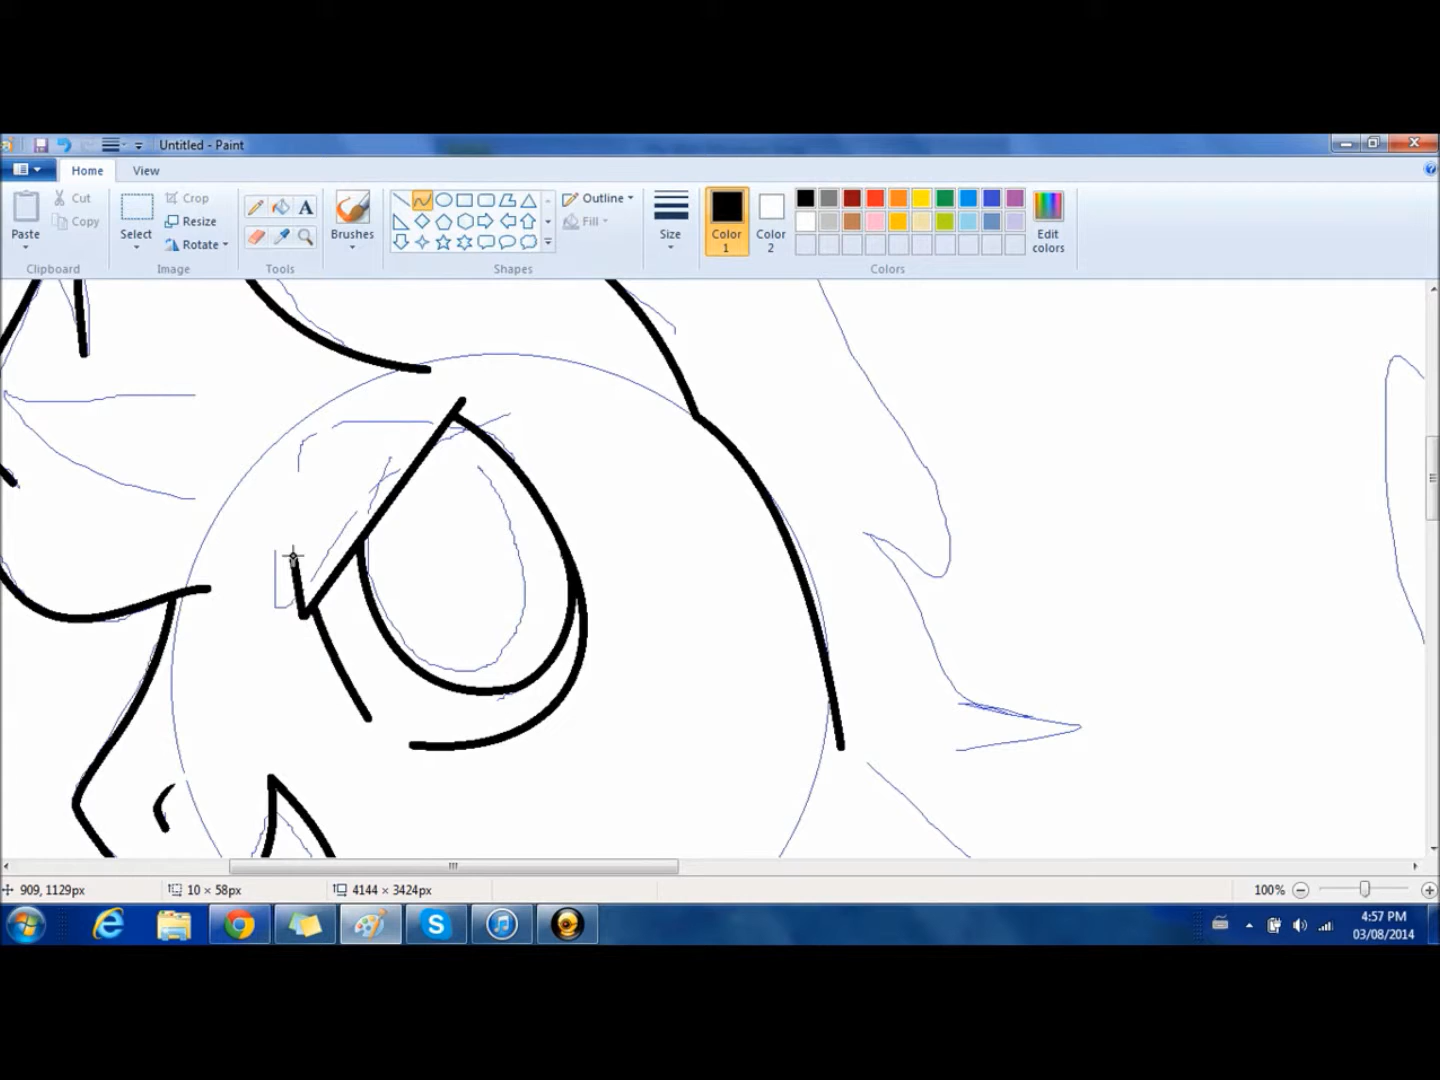 Untitled - Paint
Home View
Paste
Cut
Copy
Clipboard
Select
Crop
Resize
Rotate
Image
A
Tools
Brushes
Outline
Fill
Shapes
Size
Color 1
Color 2
Edit colors
Colors
909, 1129px
10 × 58px
4144 × 3424px
100%
4:57 PM
03/08/2014